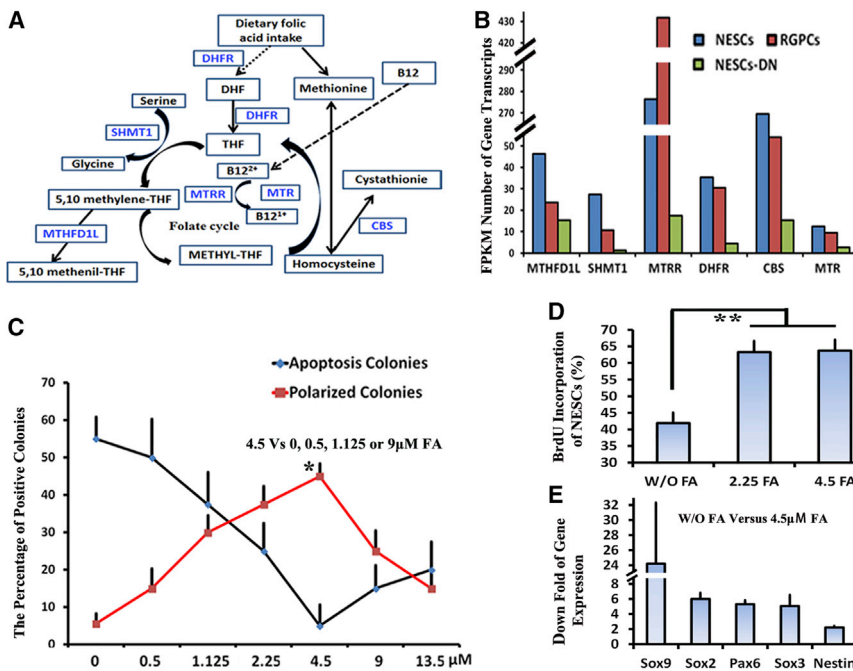 A
Dietary folic
acid intake
DHFR
DHF
Methionine
B12
DHFR
Serine
SHMT1
THF
Glycine
B12²⁺
Cystathionie
MTRR
MTR
5,10 methylene-THF
B12¹⁺
Folate cycle
CBS
MTHFD1L
METHYL-THF
5,10 methenil-THF
Homocysteine
B
FPKM Number of Gene Transcripts
430
420
290
280
270
260
50
40
30
20
10
0
NESCs
RGPCs
NESCs-DN
MTHFD1L
SHMT1
MTRR
DHFR
CBS
MTR
C
The Percentage of Positive Colonies
Apoptosis Colonies
Polarized Colonies
4.5 Vs 0, 0.5, 1.125 or 9μM FA
*
70
60
50
40
30
20
10
0
0 0.5 1.125 2.25 4.5 9 13.5 μM
D
BrdU Incorporation
of NESCs (%)
70
65
60
55
50
45
40
35
30
**
W/O FA 2.25 FA 4.5 FA
E
Down Fold of Gene
Expression
W/O FA Versus 4.5μM FA
32
28
24
8
6
4
2
0
Sox9 Sox2 Pax6 Sox3 Nestin